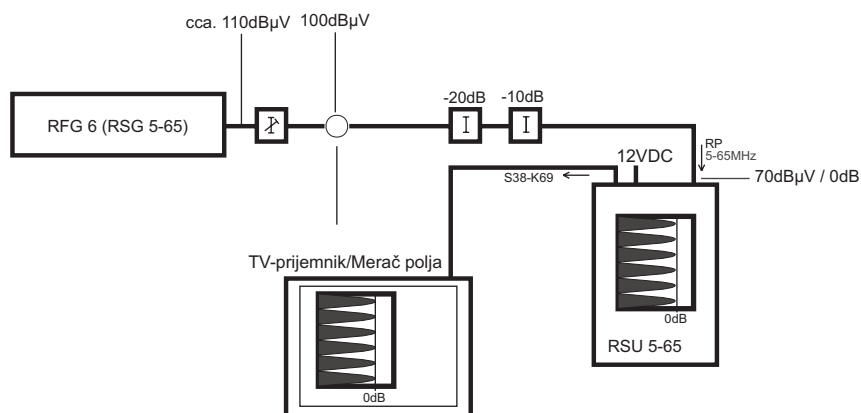 cca. 110dBµV
100dBµV
RFG 6 (RSG 5-65)
-20dB
-10dB
RP
5-65MHz
12VDC
S38-K69
70dBµV / 0dB
TV-prijemnik/Merač polja
0dB
RSU 5-65
0dB